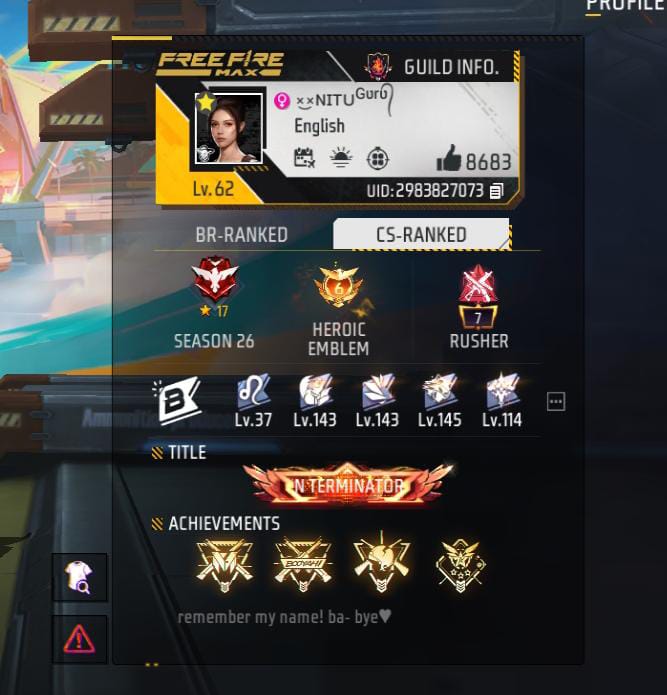 PROFILE
FREE FIRE
MAX
GUILD INFO.
××NITUᴳᵘʳᵘ⎠
English
8683
Lv. 62
UID:2983827073
BR-RANKED
CS-RANKED
17
6
7
SEASON 26
HEROIC
EMBLEM
RUSHER
B
Lv.37
Lv.143
Lv.143
Lv.145
Lv.114
TITLE
N TERMINATOR
ACHIEVEMENTS
BOOYAH!
remember my name! ba- bye♥